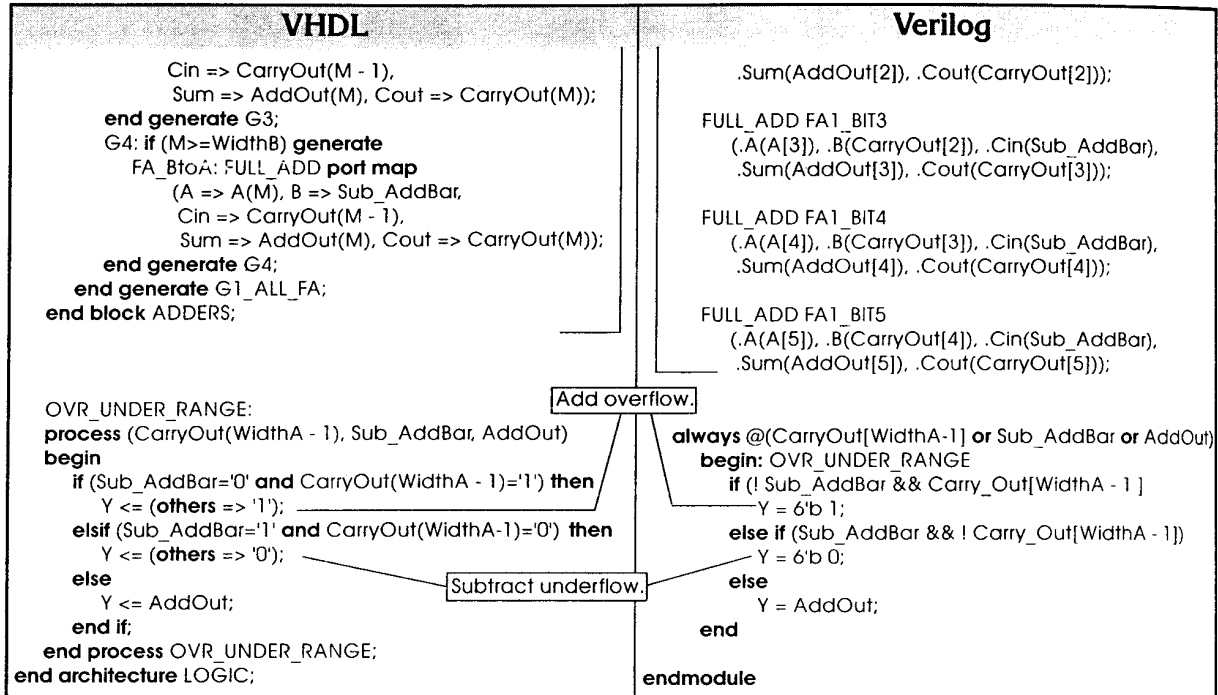 VHDL
Cin => CarryOut(M - 1),
Sum => AddOut(M), Cout => CarryOut(M));
end generate G3;
G4: if (M>=WidthB) generate
FA_BtoA: FULL_ADD port map
(A => A(M), B => Sub_AddBar,
Cin => CarryOut(M - 1),
Sum => AddOut(M), Cout => CarryOut(M));
end generate G4;
end generate G1_ALL_FA;
end block ADDERS;
OVR_UNDER_RANGE:
process (CarryOut(WidthA - 1), Sub_AddBar, AddOut)
begin
if (Sub_AddBar='0' and CarryOut(WidthA - 1)='1') then
Y <= (others => '1');
elsif (Sub_AddBar='1' and CarryOut(WidthA-1)='0') then
Y <= (others => '0');
else
Y <= AddOut;
end if;
end process OVR_UNDER_RANGE;
end architecture LOGIC;
Add overflow.
Subtract underflow.
Verilog
.Sum(AddOut[2]), .Cout(CarryOut[2]));
FULL_ADD FA1_BIT3
(.A(A[3]), .B(CarryOut[2]), .Cin(Sub_AddBar),
.Sum(AddOut[3]), .Cout(CarryOut[3]));
FULL_ADD FA1_BIT4
(.A(A[4]), .B(CarryOut[3]), .Cin(Sub_AddBar),
.Sum(AddOut[4]), .Cout(CarryOut[4]));
FULL_ADD FA1_BIT5
(.A(A[5]), .B(CarryOut[4]), .Cin(Sub_AddBar),
.Sum(AddOut[5]), .Cout(CarryOut[5]));
always @(CarryOut[WidthA-1] or Sub_AddBar or AddOut)
begin: OVR_UNDER_RANGE
if (! Sub_AddBar && Carry_Out[WidthA - 1 ]
Y = 6'b 1;
else if (Sub_AddBar && ! Carry_Out[WidthA - 1])
Y = 6'b 0;
else
Y = AddOut;
end
endmodule